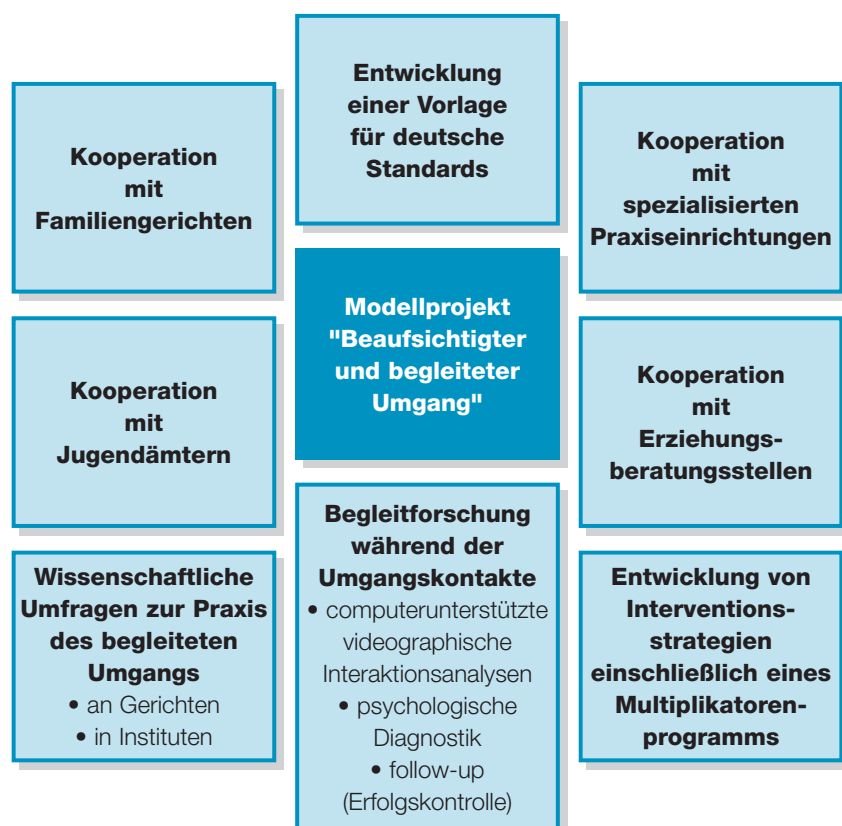 Entwicklung
einer Vorlage
für deutsche
Standards
Kooperation
mit
Familiengerichten
Kooperation
mit
spezialisierten
Praxiseinrichtungen
Modellprojekt
"Beaufsichtigter
und begleiteter
Umgang"
Kooperation
mit
Jugendämtern
Kooperation
mit
Erziehungs-
beratungsstellen
Begleitforschung
während der
Umgangskontakte
• computerunterstützte
videographische
Interaktionsanalysen
• psychologische
Diagnostik
• follow-up
(Erfolgskontrolle)
Wissenschaftliche
Umfragen zur Praxis
des begleiteten
Umgangs
• an Gerichten
• in Instituten
Entwicklung von
Interventions-
strategien
einschließlich eines
Multiplikatoren-
programms